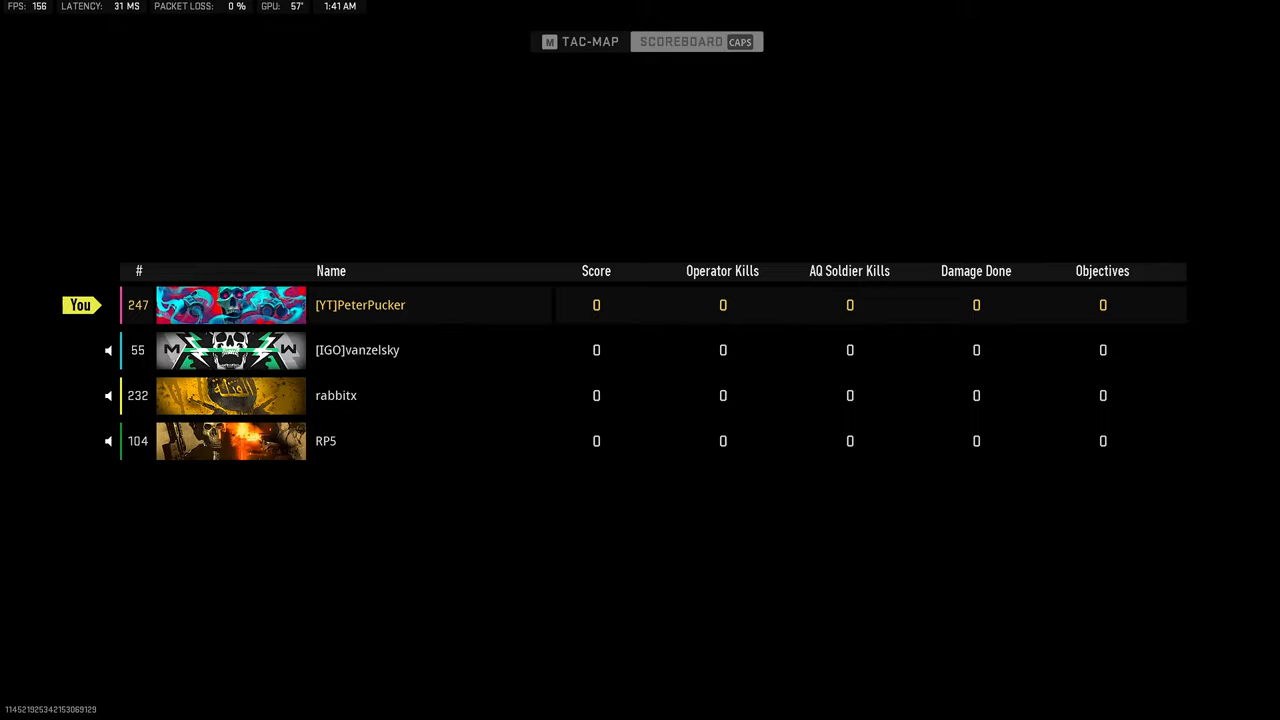 FPS: 156 LATENCY: 31 MS PACKET LOSS: 0 % GPU: 57° 1:41 AM
M TAC-MAP SCOREBOARD CAPS
# Name Score Operator Kills AQ Soldier Kills Damage Done Objectives
You 247 [YT]PeterPucker 0 0 0 0 0
55 M W [IGO]vanzelsky 0 0 0 0 0
232 rabbitx 0 0 0 0 0
104 RP5 0 0 0 0 0
114521925342153069129